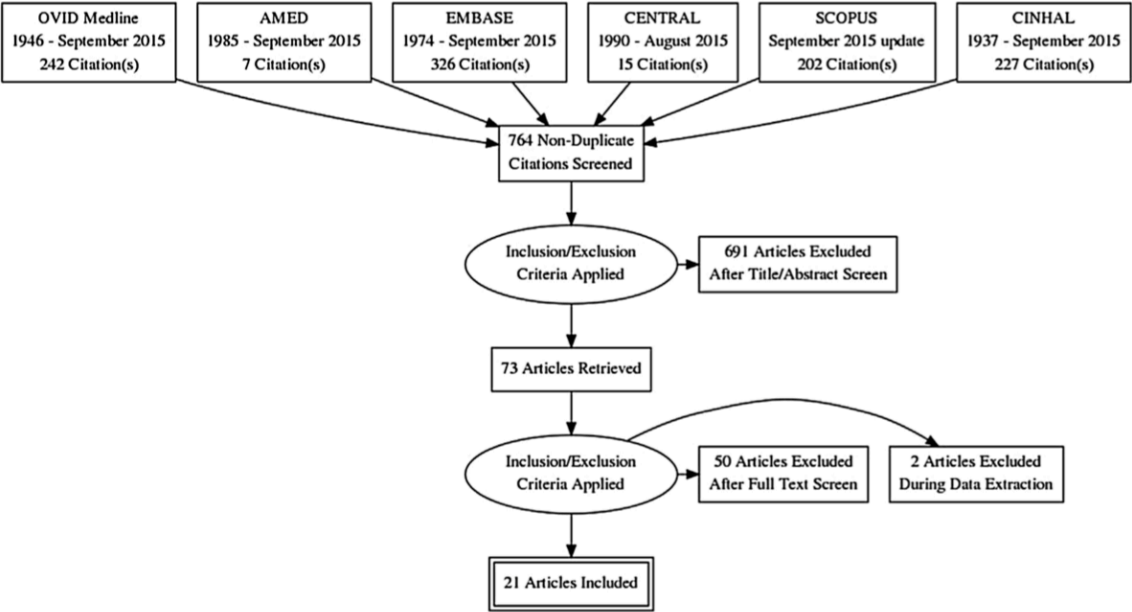 OVID Medline
1946 - September 2015
242 Citation(s)
AMED
1985 - September 2015
7 Citation(s)
EMBASE
1974 - September 2015
326 Citation(s)
CENTRAL
1990 - August 2015
15 Citation(s)
SCOPUS
September 2015 update
202 Citation(s)
CINHAL
1937 - September 2015
227 Citation(s)
764 Non-Duplicate
Citations Screened
Inclusion/Exclusion
Criteria Applied
691 Articles Excluded
After Title/Abstract Screen
73 Articles Retrieved
Inclusion/Exclusion
Criteria Applied
50 Articles Excluded
After Full Text Screen
2 Articles Excluded
During Data Extraction
21 Articles Included